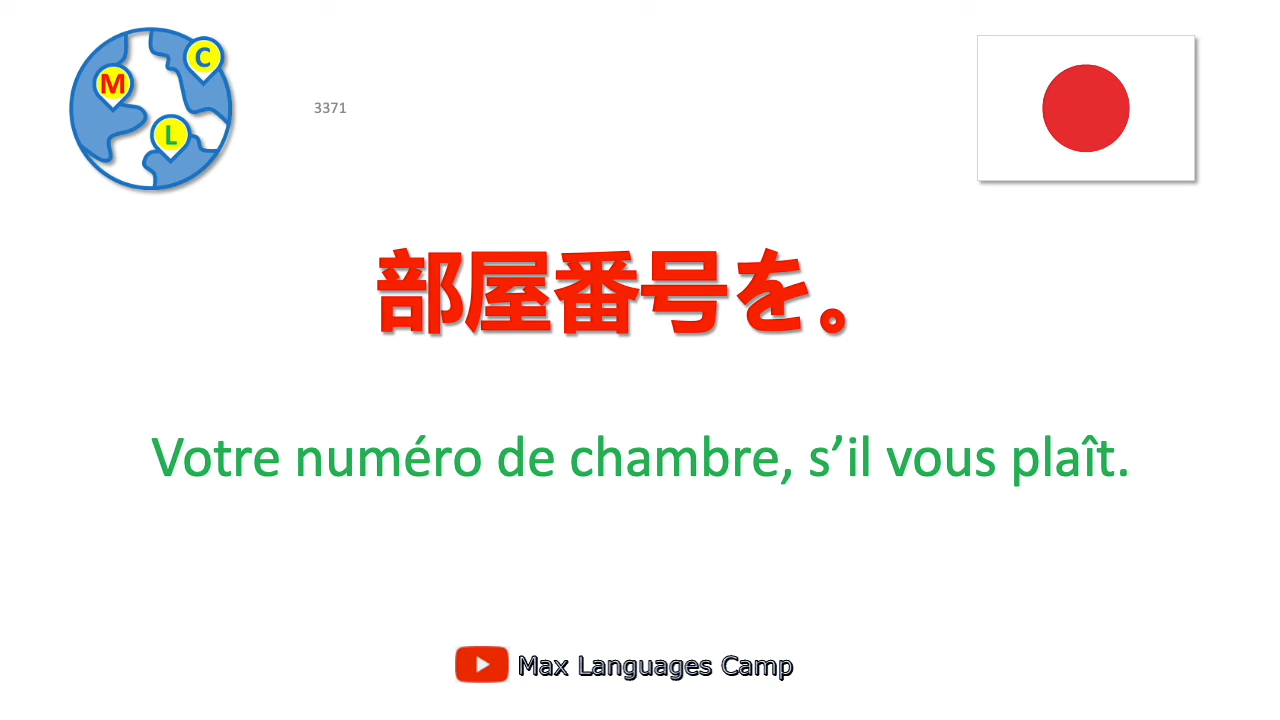 M
C
L
3371
部屋番号を。
Votre numéro de chambre, s’il vous plaît.
Max Languages Camp